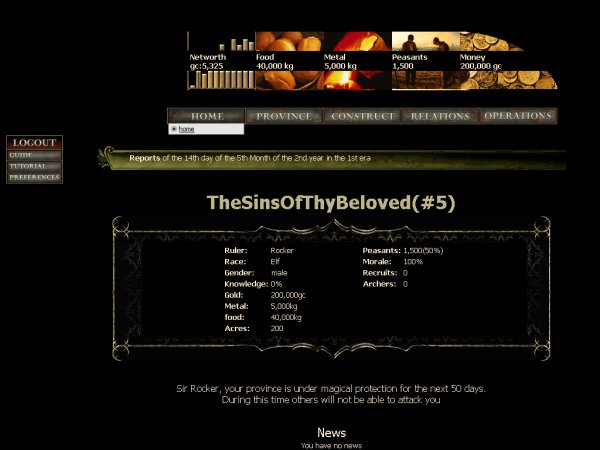 Networth Food Metal Peasants Money
gc:5,325 40,000 kg 5,000 kg 1,500 200,000 gc
HOME PROVINCE CONSTRUCT RELATIONS OPERATIONS
home
LOGOUT
GUIDE
TUTORIAL
PREFERENCES
Reports of the 14th day of the 5th Month of the 2nd year in the 1st era
TheSinsOfThyBeloved(#5)
Ruler: Rocker Peasants: 1,500(50%)
Race: Elf Morale: 100%
Gender: male Recruits: 0
Knowledge: 0% Archers: 0
Gold: 200,000gc
Metal: 5,000kg
food: 40,000kg
Acres: 200
Sir Rocker, your province is under magical protection for the next 50 days.
During this time others will not be able to attack you
News
You have no news